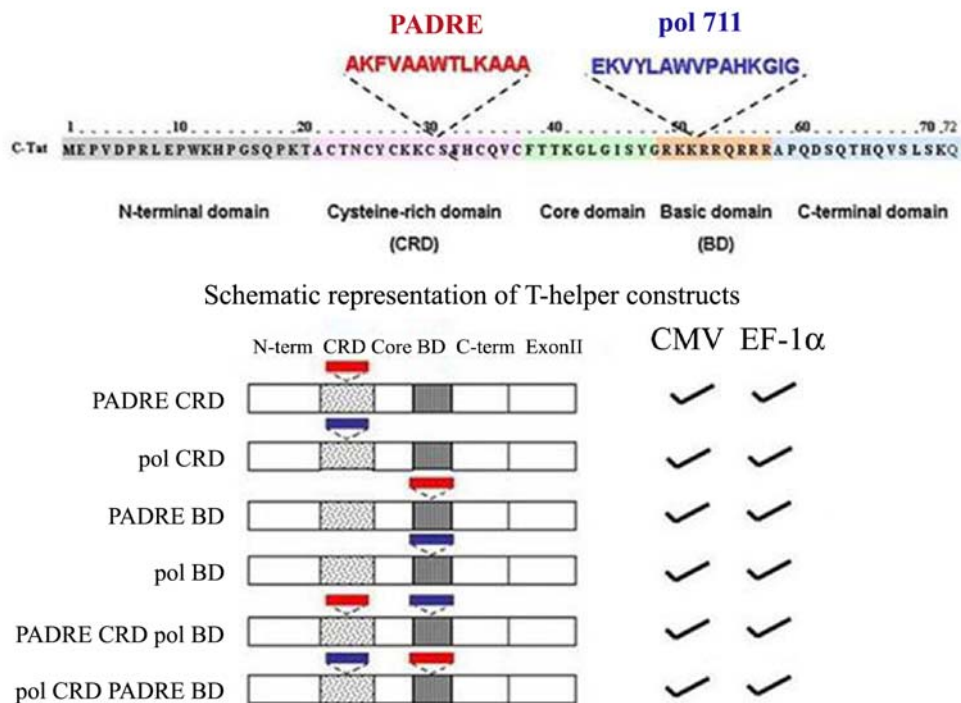 PADRE pol 711
AKFVAAWTLKAAA EKVYLAWVPAHKGIG
1 . . . . . . . . 10 . . . . . . . . . 20 . . . . . . . . . 30 . . . . . . . . . 40 . . . . . . . . . 50 . . . . . . . . . 60 . . . . . . . . . 70 . 72
C-Tat MEPVDPRLEPWKHPGSQPKTACTNCYCKKCSFHCQVCFTTKGLGISYGRKKRRQRRRAPQDSQTHQVSLSKQ
N-terminal domain Cysteine-rich domain Core domain Basic domain C-terminal domain
(CRD) (BD)
Schematic representation of T-helper constructs
N-term CRD Core BD C-term ExonII CMV EF-1α
PADRE CRD ✓ ✓
pol CRD ✓ ✓
PADRE BD ✓ ✓
pol BD ✓ ✓
PADRE CRD pol BD ✓ ✓
pol CRD PADRE BD ✓ ✓